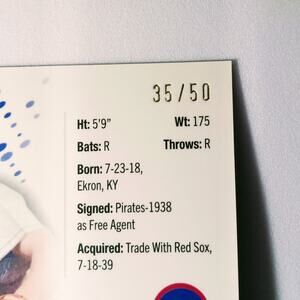 35/50
Ht: 5'9" Wt: 175
Bats: R Throws: R
Born: 7-23-18,
Ekron, KY
Signed: Pirates-1938
as Free Agent
Acquired: Trade With Red Sox,
7-18-39